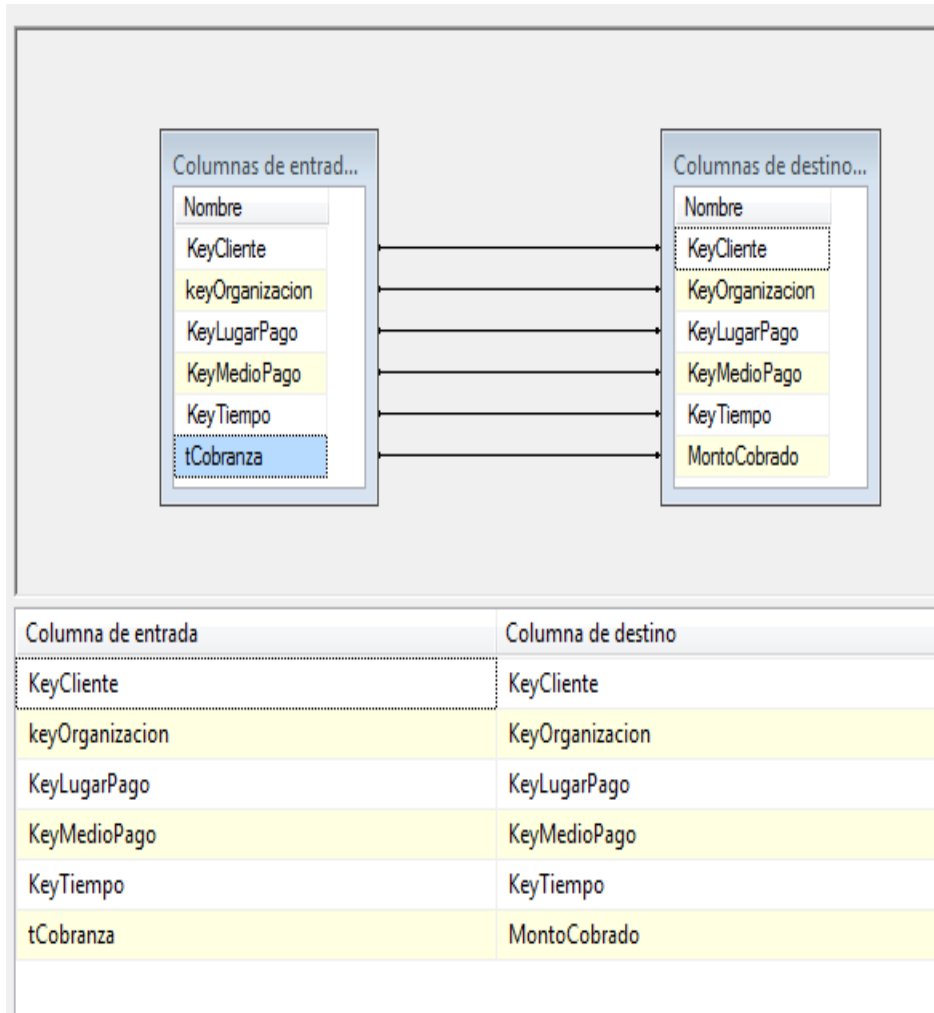 Columnas de entrad...
Nombre
KeyCliente
keyOrganizacion
KeyLugarPago
KeyMedioPago
KeyTiempo
tCobranza
Columnas de destino...
Nombre
KeyCliente
KeyOrganizacion
KeyLugarPago
KeyMedioPago
KeyTiempo
MontoCobrado
Columna de entrada Columna de destino
KeyCliente KeyCliente
keyOrganizacion KeyOrganizacion
KeyLugarPago KeyLugarPago
KeyMedioPago KeyMedioPago
KeyTiempo KeyTiempo
tCobranza MontoCobrado